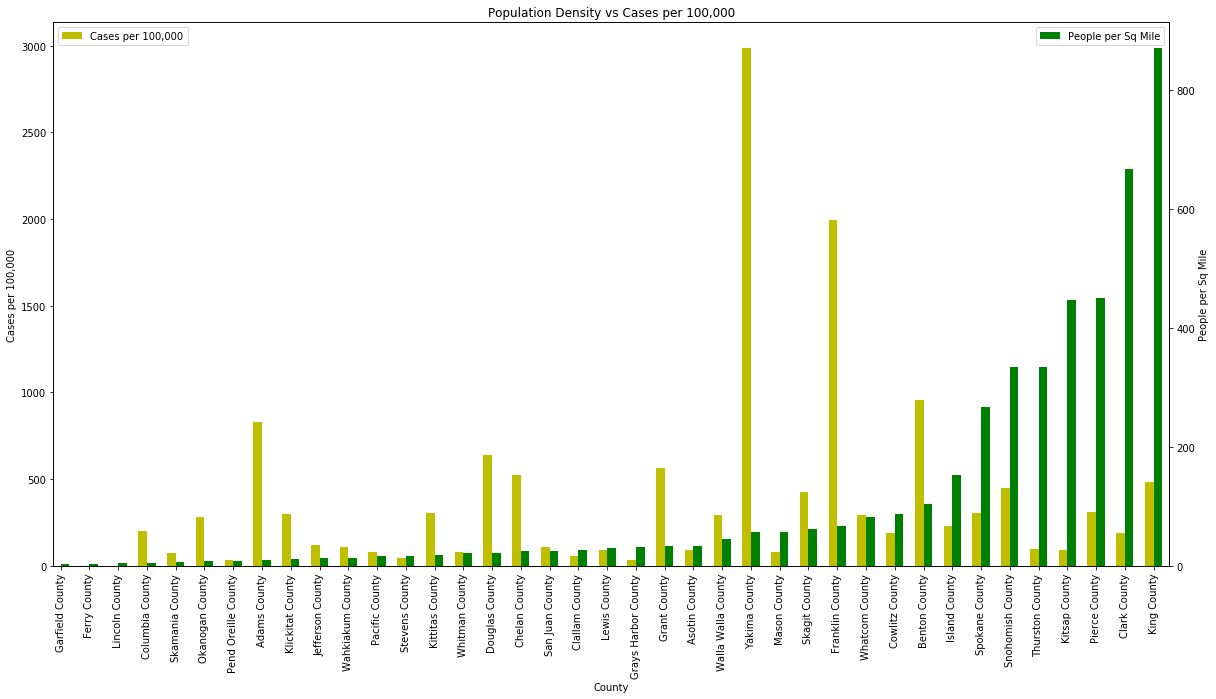 Population Density vs Cases per 100,000
Cases per 100,000
People per Sq Mile
3000
2500
2000
1500
1000
500
0
Cases per 100,000
800
600
400
200
0
People per Sq Mile
Garfield County
Ferry County
Lincoln County
Columbia County
Skamania County
Okanogan County
Pend Oreille County
Adams County
Klickitat County
Jefferson County
Wahkiakum County
Pacific County
Stevens County
Kittitas County
Whitman County
Douglas County
Chelan County
San Juan County
Clallam County
Lewis County
Grays Harbor County
Grant County
Asotin County
Walla Walla County
Yakima County
Mason County
Skagit County
Franklin County
Whatcom County
Cowlitz County
Benton County
Island County
Spokane County
Snohomish County
Thurston County
Kitsap County
Pierce County
Clark County
King County
County